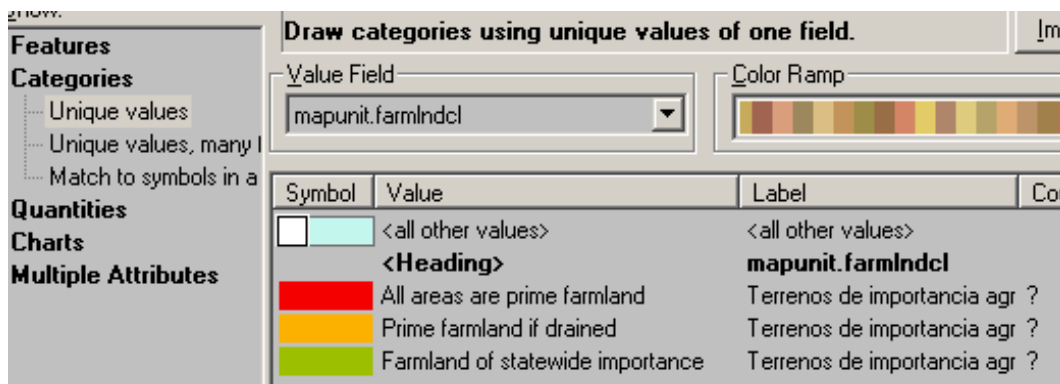 Show:
Features
Categories
Unique values
Unique values, many
Match to symbols in a
Quantities
Charts
Multiple Attributes
Draw categories using unique values of one field.
Im
Value Field
mapunit.farmlndcl
Color Ramp
Symbol Value Label Co
<all other values> <all other values>
<Heading> mapunit.farmlndcl
All areas are prime farmland Terrenos de importancia agr ?
Prime farmland if drained Terrenos de importancia agr ?
Farmland of statewide importance Terrenos de importancia agr ?